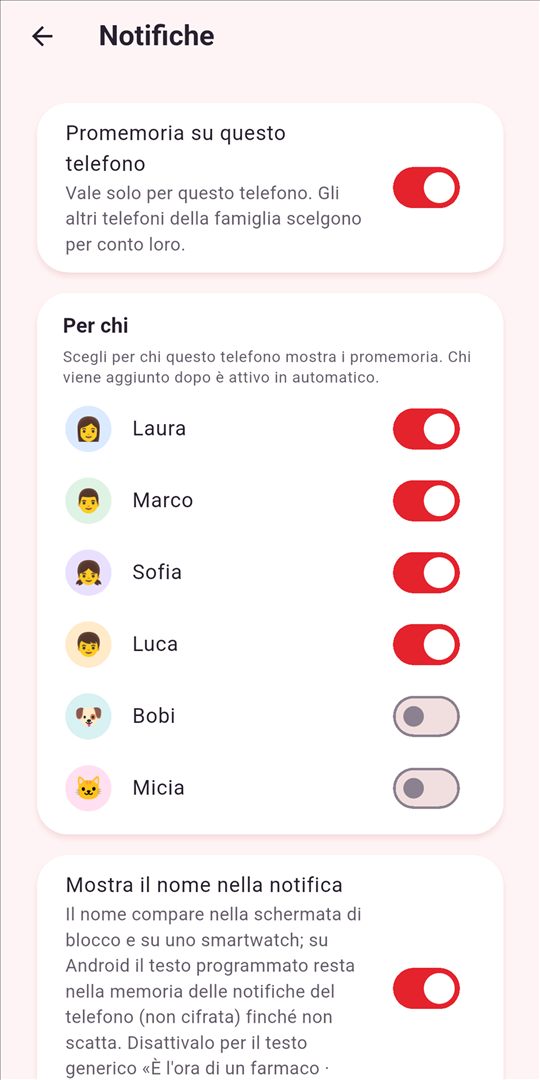 Notifiche
Promemoria su questo
telefono
Vale solo per questo telefono. Gli
altri telefoni della famiglia scelgono
per conto loro.
Per chi
Scegli per chi questo telefono mostra i promemoria. Chi
viene aggiunto dopo è attivo in automatico.
Laura
Marco
Sofia
Luca
Bobi
Micia
Mostra il nome nella notifica
Il nome compare nella schermata di
blocco e su uno smartwatch; su
Android il testo programmato resta
nella memoria delle notifiche del
telefono (non cifrata) finché non
scatta. Disattivalo per il testo
generico «È l'ora di un farmaco ·